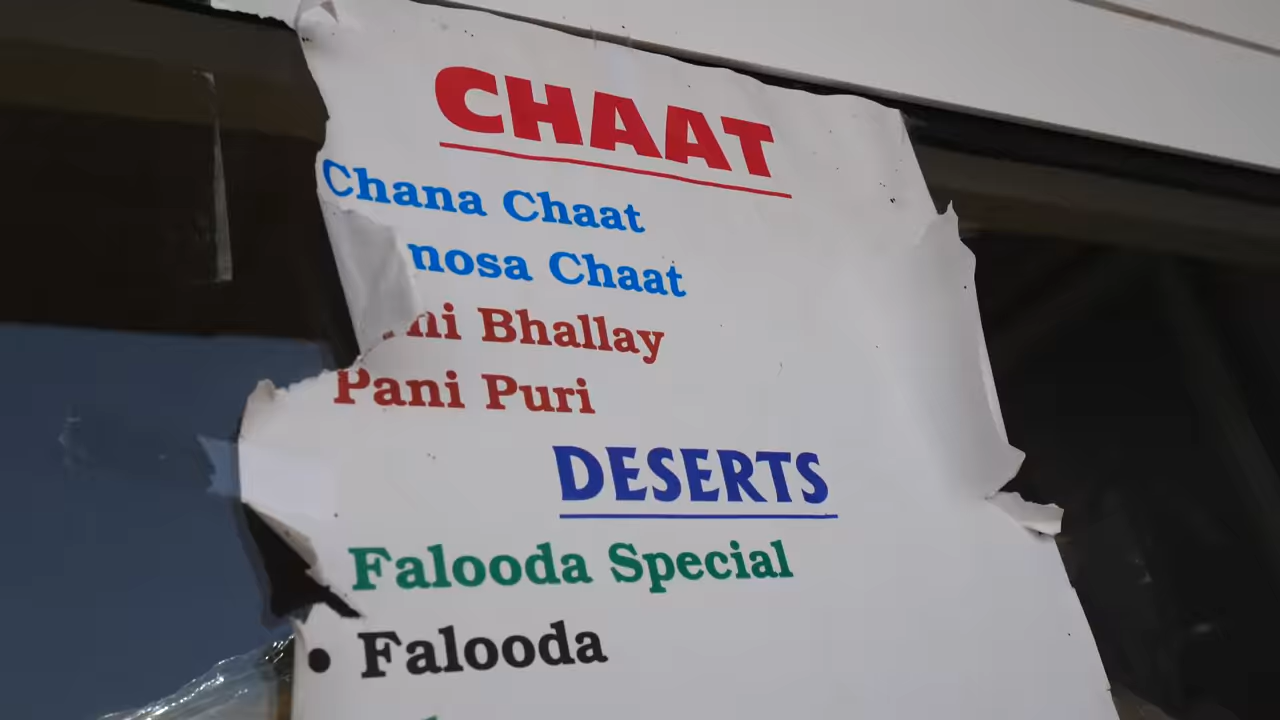 CHAAT
Chana Chaat
nosa Chaat
Bhallay
Pani Puri
DESERTS
Falooda Special
• Falooda